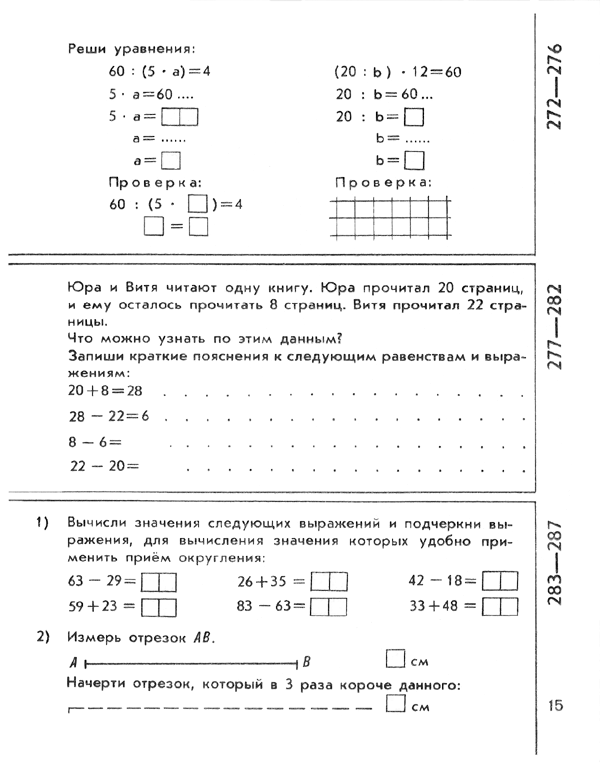 Реши уравнения:
60 : (5 · а)=4
5 · а=60 ....
5 · а=
а= ......
а=
Проверка:
60 : (5 · )=4
=
(20 : b) · 12=60
20 : b=60 ...
20 : b=
b= ......
b=
Проверка:
272—276
Юра и Витя читают одну книгу. Юра прочитал 20 страниц,
и ему осталось прочитать 8 страниц. Витя прочитал 22 стра-
ницы.
Что можно узнать по этим данным?
Запиши краткие пояснения к следующим равенствам и выра-
жениям:
20+8=28 . . . . . . . . . . . . . . . . . . . .
28 — 22=6 . . . . . . . . . . . . . . . . . . . .
8 — 6= . . . . . . . . . . . . . . . . . . .
22 — 20= . . . . . . . . . . . . . . . . . . .
277—282
1) Вычисли значения следующих выражений и подчеркни вы-
ражения, для вычисления значения которых удобно при-
менить приём округления:
63 — 29= 26+35 = 42 — 18=
59+23 = 83 — 63= 33+48 =
2) Измерь отрезок АВ.
А В см
Начерти отрезок, который в 3 раза короче данного:
см
283—287
15